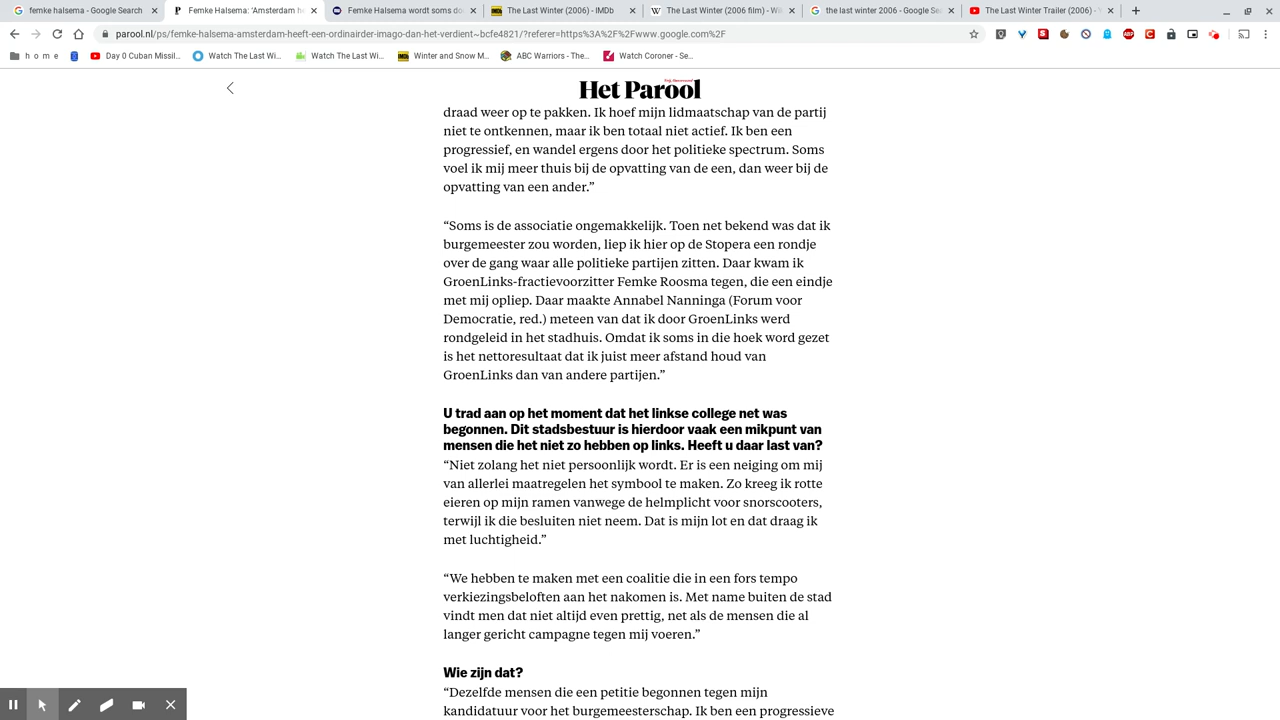 femke halsema - Google Search
Femke Halsema: 'Amsterdam he
Femke Halsema wordt soms do
The Last Winter (2006) - IMDb
The Last Winter (2006 film) - Wi
the last winter 2006 - Google Sea
The Last Winter Trailer (2006) -
parool.nl/ps/femke-halsema-amsterdam-heeft-een-ordinairder-imago-dan-het-verdient~bcfe4821/?referer=https%3A%2F%2Fwww.google.com%2F
h o m e
Day 0 Cuban Missil...
Watch The Last Wi...
Watch The Last Wi...
Winter and Snow M...
ABC Warriors - The...
Watch Coroner - Se...
Het Parool
draad weer op te pakken. Ik hoef mijn lidmaatschap van de partij
niet te ontkennen, maar ik ben totaal niet actief. Ik ben een
progressief, en wandel ergens door het politieke spectrum. Soms
voel ik mij meer thuis bij de opvatting van de een, dan weer bij de
opvatting van een ander.”
“Soms is de associatie ongemakkelijk. Toen net bekend was dat ik
burgemeester zou worden, liep ik hier op de Stopera een rondje
over de gang waar alle politieke partijen zitten. Daar kwam ik
GroenLinks-fractievoorzitter Femke Roosma tegen, die een eindje
met mij opliep. Daar maakte Annabel Nanninga (Forum voor
Democratie, red.) meteen van dat ik door GroenLinks werd
rondgeleid in het stadhuis. Omdat ik soms in die hoek word gezet
is het nettoresultaat dat ik juist meer afstand houd van
GroenLinks dan van andere partijen.”
U trad aan op het moment dat het linkse college net was
begonnen. Dit stadsbestuur is hierdoor vaak een mikpunt van
mensen die het niet zo hebben op links. Heeft u daar last van?
“Niet zolang het niet persoonlijk wordt. Er is een neiging om mij
van allerlei maatregelen het symbool te maken. Zo kreeg ik rotte
eieren op mijn ramen vanwege de helmplicht voor snorscooters,
terwijl ik die besluiten niet neem. Dat is mijn lot en dat draag ik
met luchtigheid.”
“We hebben te maken met een coalitie die in een fors tempo
verkiezingsbeloften aan het nakomen is. Met name buiten de stad
vindt men dat niet altijd even prettig, net als de mensen die al
langer gericht campagne tegen mij voeren.”
Wie zijn dat?
“Dezelfde mensen die een petitie begonnen tegen mijn
kandidatuur voor het burgemeesterschap. Ik ben een progressieve